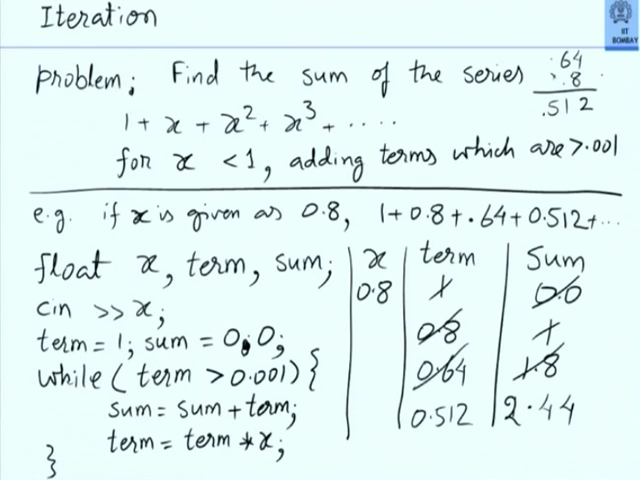 Iteration
IIT
BOMBAY
Problem: Find the sum of the series
.64
.8
.512
1 + x + x² + x³ + ....
for x < 1, adding terms which are > .001
e.g. if x is given as 0.8, 1 + 0.8 + .64 + 0.512 + ...
float x, term, sum;
cin >> x;
term = 1; sum = 0.0;
while ( term > 0.001) {
sum = sum + term;
term = term * x;
}
x term sum
0.8 1 0.0
0.8 1
0.64 1.8
0.512 2.44